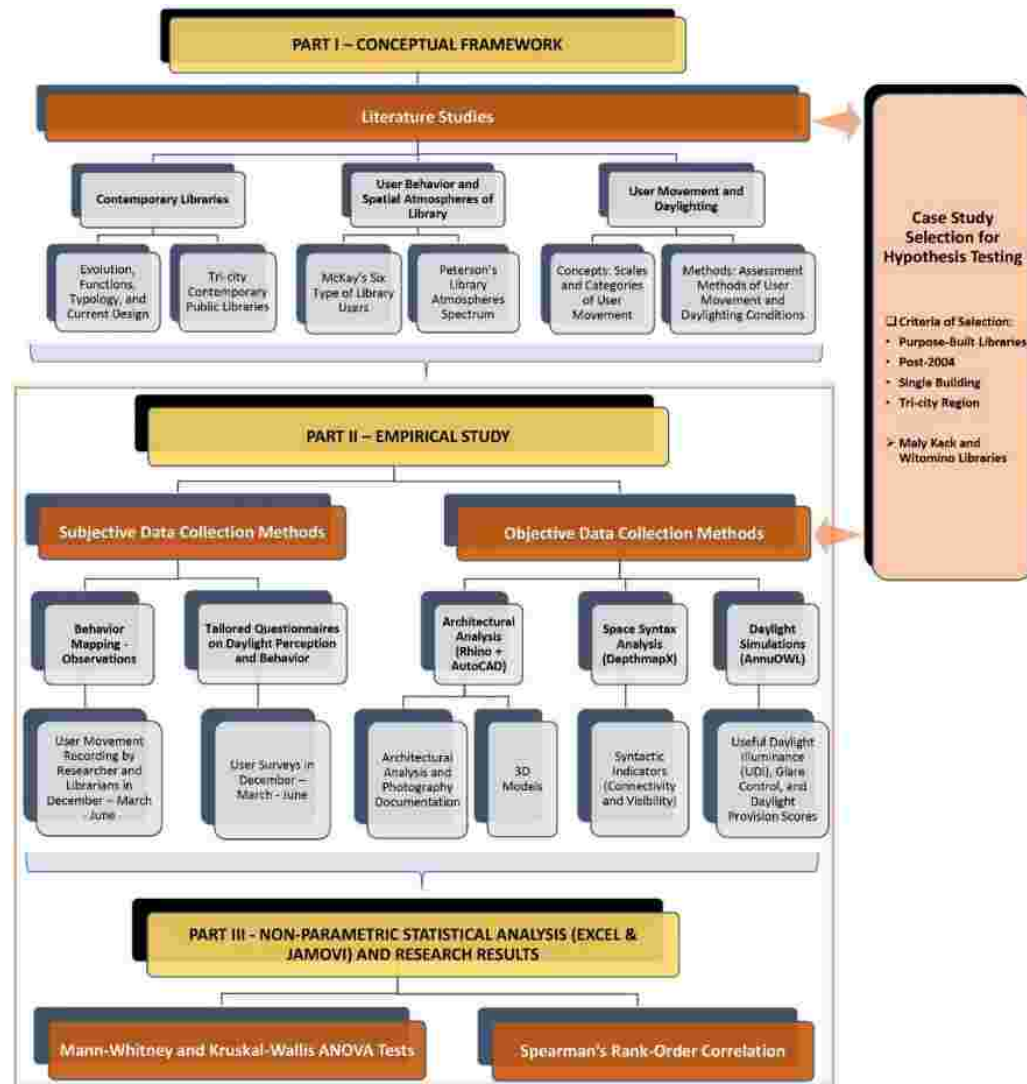 PART I – CONCEPTUAL FRAMEWORK
Literature Studies
Contemporary Libraries
User Behavior and
Spatial Atmospheres of
Library
User Movement and
Daylighting
Evolution,
Functions,
Typology, and
Current Design
Tri-city
Contemporary
Public Libraries
McKay's Six
Type of Library
Users
Peterson's
Library
Atmospheres
Spectrum
Concepts: Scales
and Categories
of User
Movement
Methods: Assessment
Methods of User
Movement and
Daylighting Conditions
Case Study
Selection for
Hypothesis Testing
❑ Criteria of Selection:
• Purpose-Built Libraries
• Post-2004
• Single Building
• Tri-city Region
➢ Maly Kack and
Witomino Libraries
PART II – EMPIRICAL STUDY
Subjective Data Collection Methods
Objective Data Collection Methods
Behavior
Mapping -
Observations
Tailored Questionnaires
on Daylight Perception
and Behavior
Architectural
Analysis
(Rhino +
AutoCAD)
Space Syntax
Analysis
(DepthmapX)
Daylight
Simulations
(AnnuOWL)
User Movement
Recording by
Researcher and
Librarians in
December – March
- June
User Surveys in
December –
March - June
Architectural
Analysis and
Photography
Documentation
3D
Models
Syntactic
Indicators
(Connectivity
and Visibility)
Useful Daylight
Illuminance
(UDI), Glare
Control, and
Daylight
Provision Scores
PART III - NON-PARAMETRIC STATISTICAL ANALYSIS (EXCEL &
JAMOVI) AND RESEARCH RESULTS
Mann-Whitney and Kruskal-Wallis ANOVA Tests
Spearman's Rank-Order Correlation